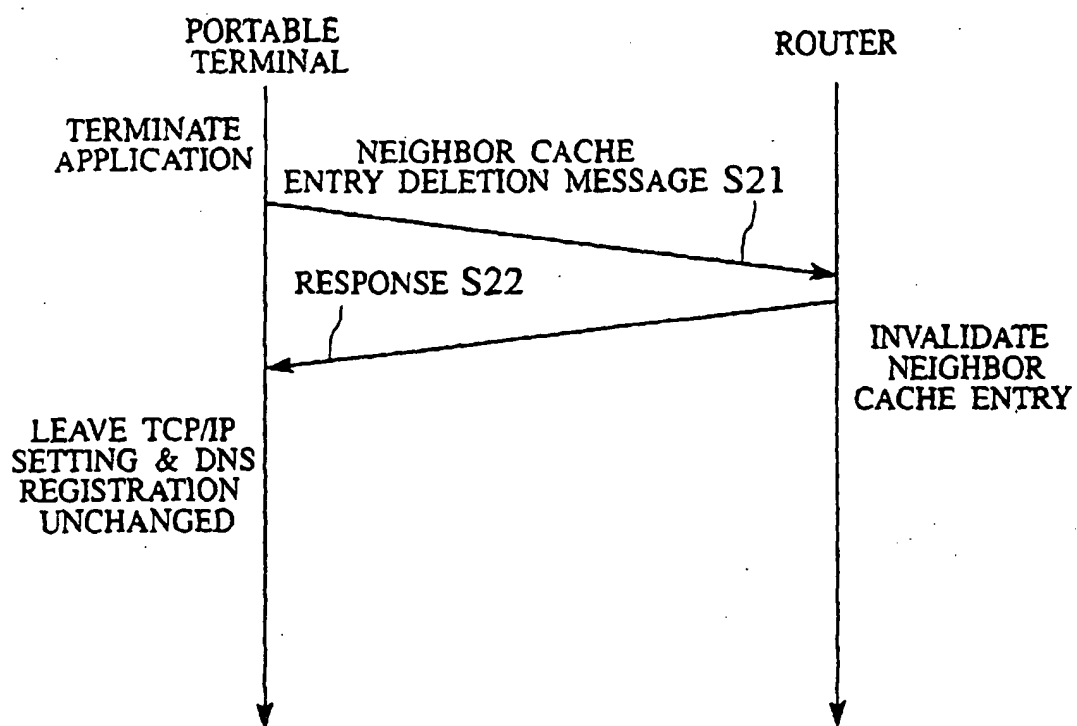 PORTABLE
TERMINAL
ROUTER
TERMINATE
APPLICATION
NEIGHBOR CACHE
ENTRY DELETION MESSAGE S21
RESPONSE S22
INVALIDATE
NEIGHBOR
CACHE ENTRY
LEAVE TCP/IP
SETTING & DNS
REGISTRATION
UNCHANGED